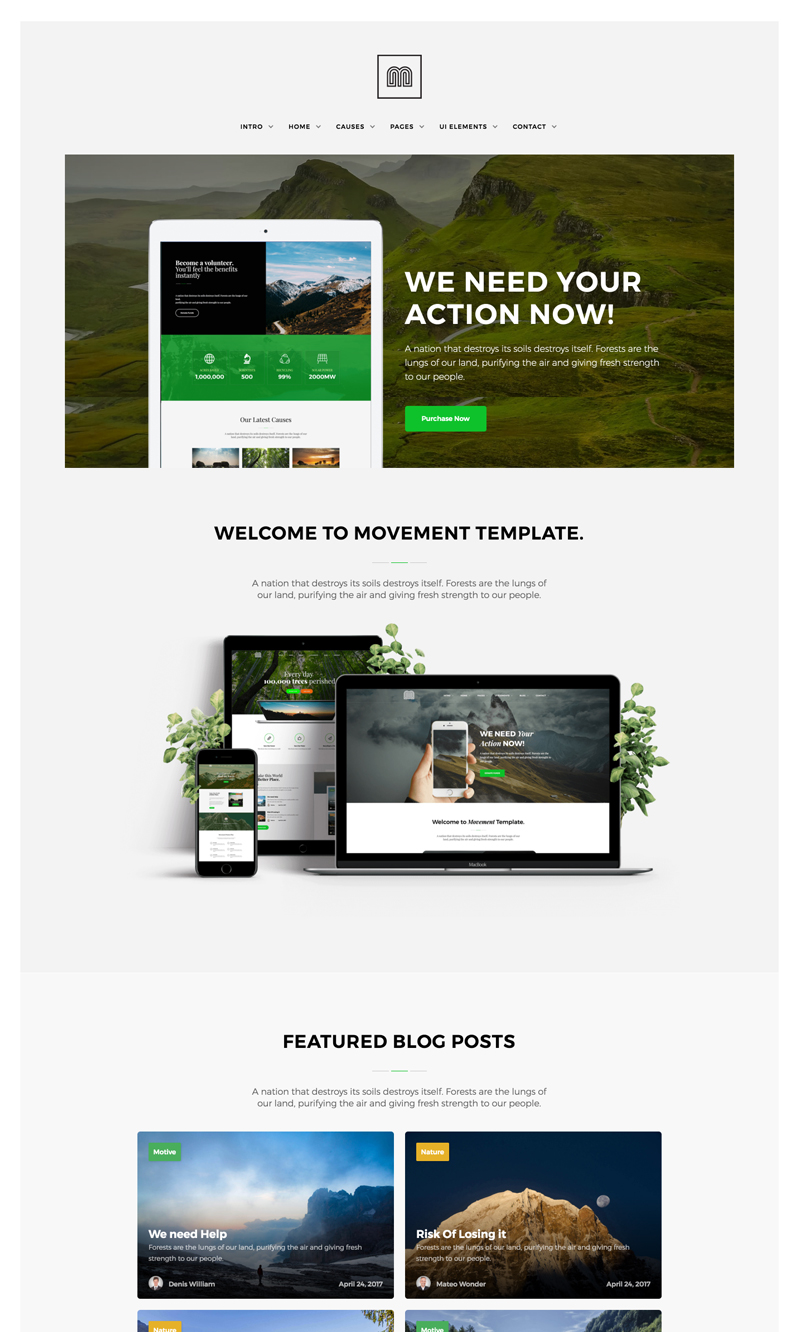 INTRO HOME CAUSES PAGES UI ELEMENTS CONTACT
Become a volunteer.
You'll feel the benefits
instantly
1,000,000 500 99% 2000MW
Our Latest Causes
WE NEED YOUR
ACTION NOW!
A nation that destroys its soils destroys itself. Forests are the
lungs of our land, purifying the air and giving fresh strength
to our people.
Purchase Now
WELCOME TO MOVEMENT TEMPLATE.
A nation that destroys its soils destroys itself. Forests are the lungs of
our land, purifying the air and giving fresh strength to our people.
Every day
100,000 trees perished
WE NEED Your
Action NOW!
Welcome to Movement Template.
MacBook
FEATURED BLOG POSTS
A nation that destroys its soils destroys itself. Forests are the lungs of
our land, purifying the air and giving fresh strength to our people.
Motive
We need Help
Forests are the lungs of our land, purifying the air and giving fresh
strength to our people.
Denis William April 24, 2017
Nature
Risk Of Losing it
Forests are the lungs of our land, purifying the air and giving fresh
strength to our people.
Mateo Wonder April 24, 2017
Nature
Motive